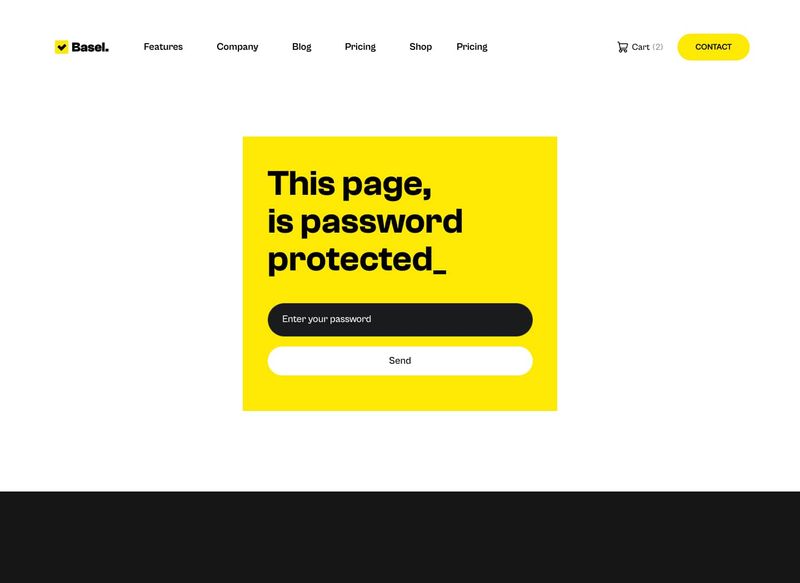 Basel. Features Company Blog Pricing Shop Pricing Cart (2) CONTACT
This page,
is password
protected_
Enter your password
Send